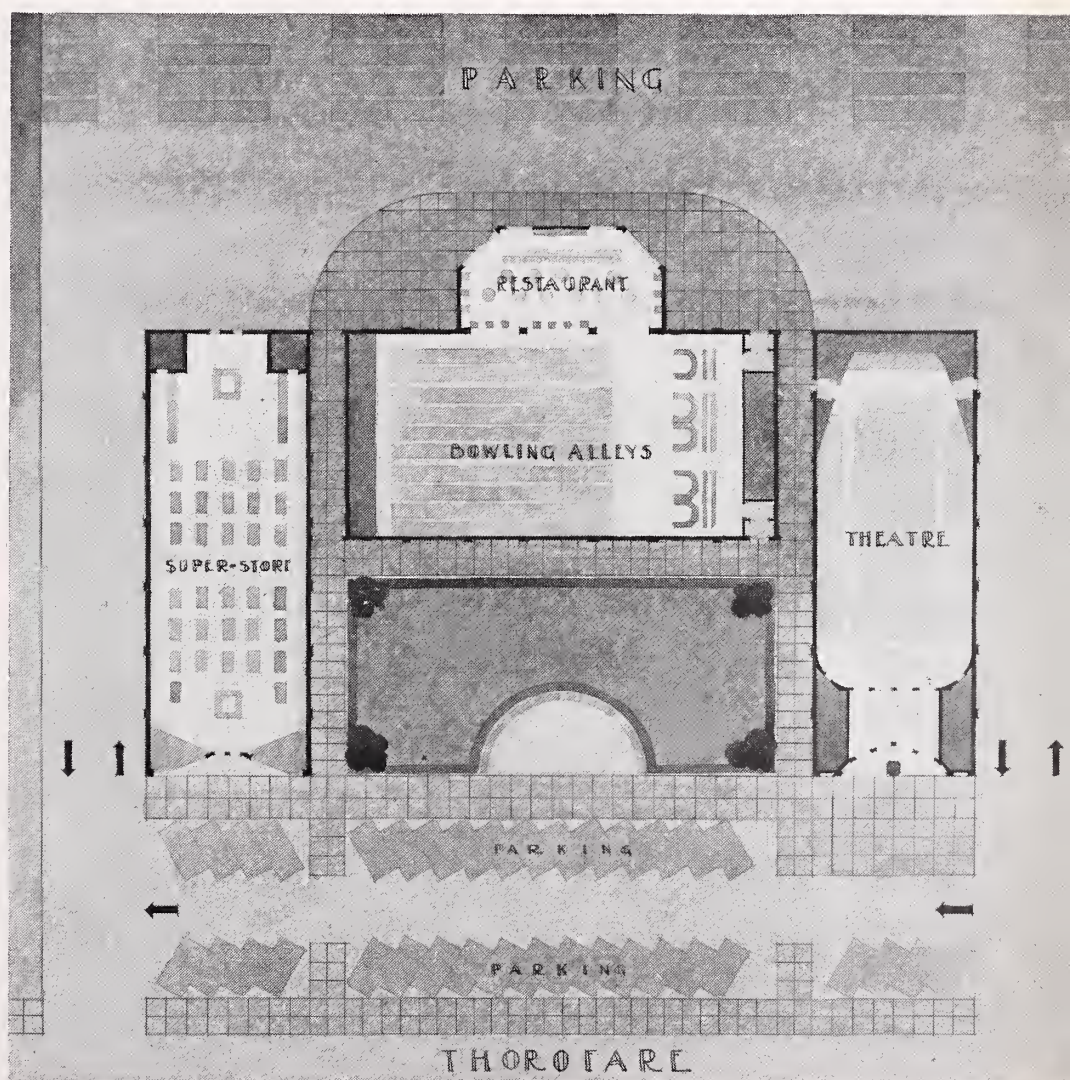 PARKING
RESTAURANT
BOWLING ALLEYS
THEATRE
SUPER-STORE
PARKING
PARKING
THOROFARE